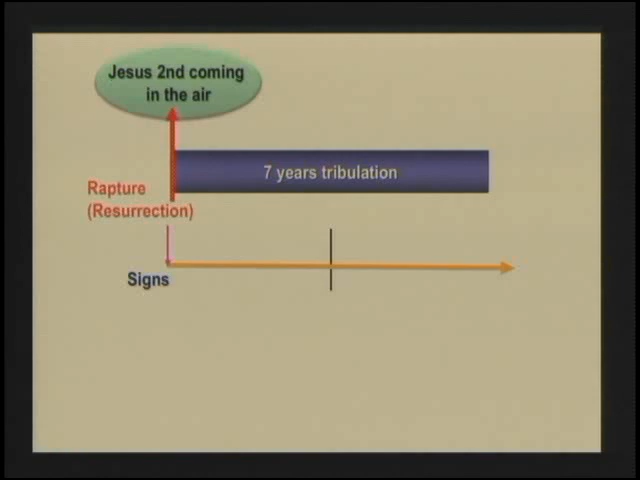 Jesus 2nd coming
in the air
7 years tribulation
Rapture
(Resurrection)
Signs